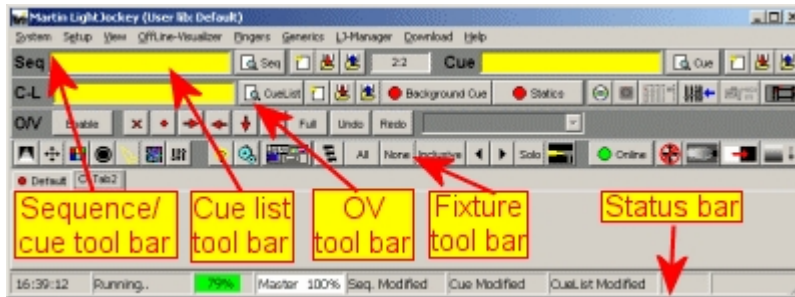 Martin LightJockey (User lib: Default)
System Setup View OffLine-Visualizer Fingers Generics LJ-Manager Download Help
Seq Seq 2:2 Cue Cue
C-L CueList Background Cue Statics
O/V Enable Full Undo Redo
All None Inclusive Solo Online
Default Tab2
Sequence/
cue tool bar
Cue list
tool bar
OV
tool bar
Fixture
tool bar
Status bar
16:39:12 Running.. 79% Master 100% Seq. Modified Cue Modified CueList Modified